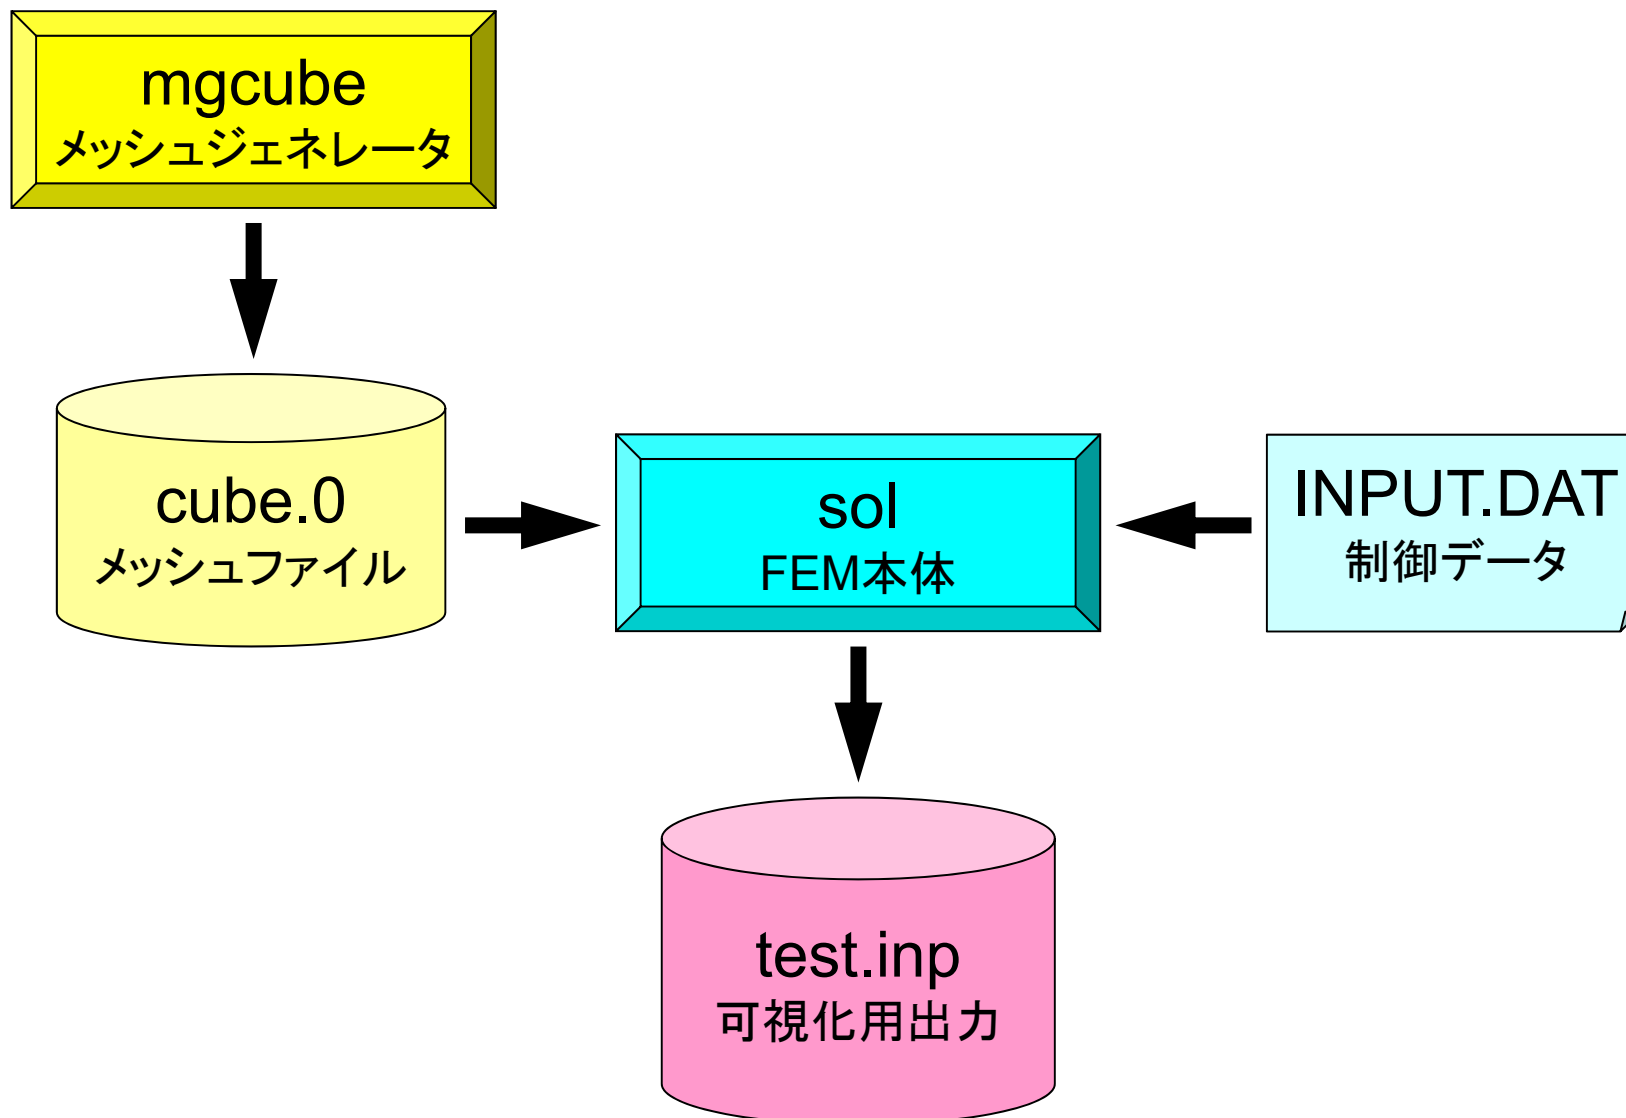 mgcube
メッシュジェネレータ
cube.0
メッシュファイル
sol
FEM本体
INPUT.DAT
制御データ
test.inp
可視化用出力